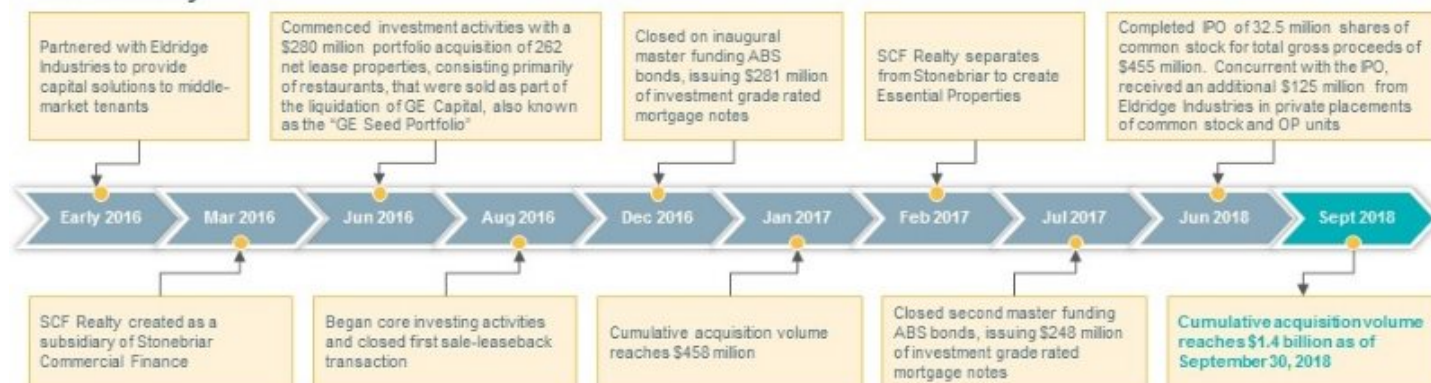 Partnered with Eldridge
Industries to provide
capital solutions to middle-
market tenants
Commenced investment activities with a
$280 million portfolio acquisition of 262
net lease properties, consisting primarily
of restaurants, that were sold as part of
the liquidation of GE Capital, also known
as the “GE Seed Portfolio”
Closed on inaugural
master funding ABS
bonds, issuing $281 million
of investment grade rated
mortgage notes
SCF Realty separates
from Stonebriar to create
Essential Properties
Completed IPO of 32.5 million shares of
common stock for total gross proceeds of
$455 million. Concurrent with the IPO,
received an additional $125 million from
Eldridge Industries in private placements
of common stock and OP units
Early 2016
Mar 2016
Jun 2016
Aug 2016
Dec 2016
Jan 2017
Feb 2017
Jul 2017
Jun 2018
Sept 2018
SCF Realty created as a
subsidiary of Stonebriar
Commercial Finance
Began core investing activities
and closed first sale-leaseback
transaction
Cumulative acquisition volume
reaches $458 million
Closed second master funding
ABS bonds, issuing $248 million
of investment grade rated
mortgage notes
Cumulative acquisition volume
reaches $1.4 billion as of
September 30, 2018